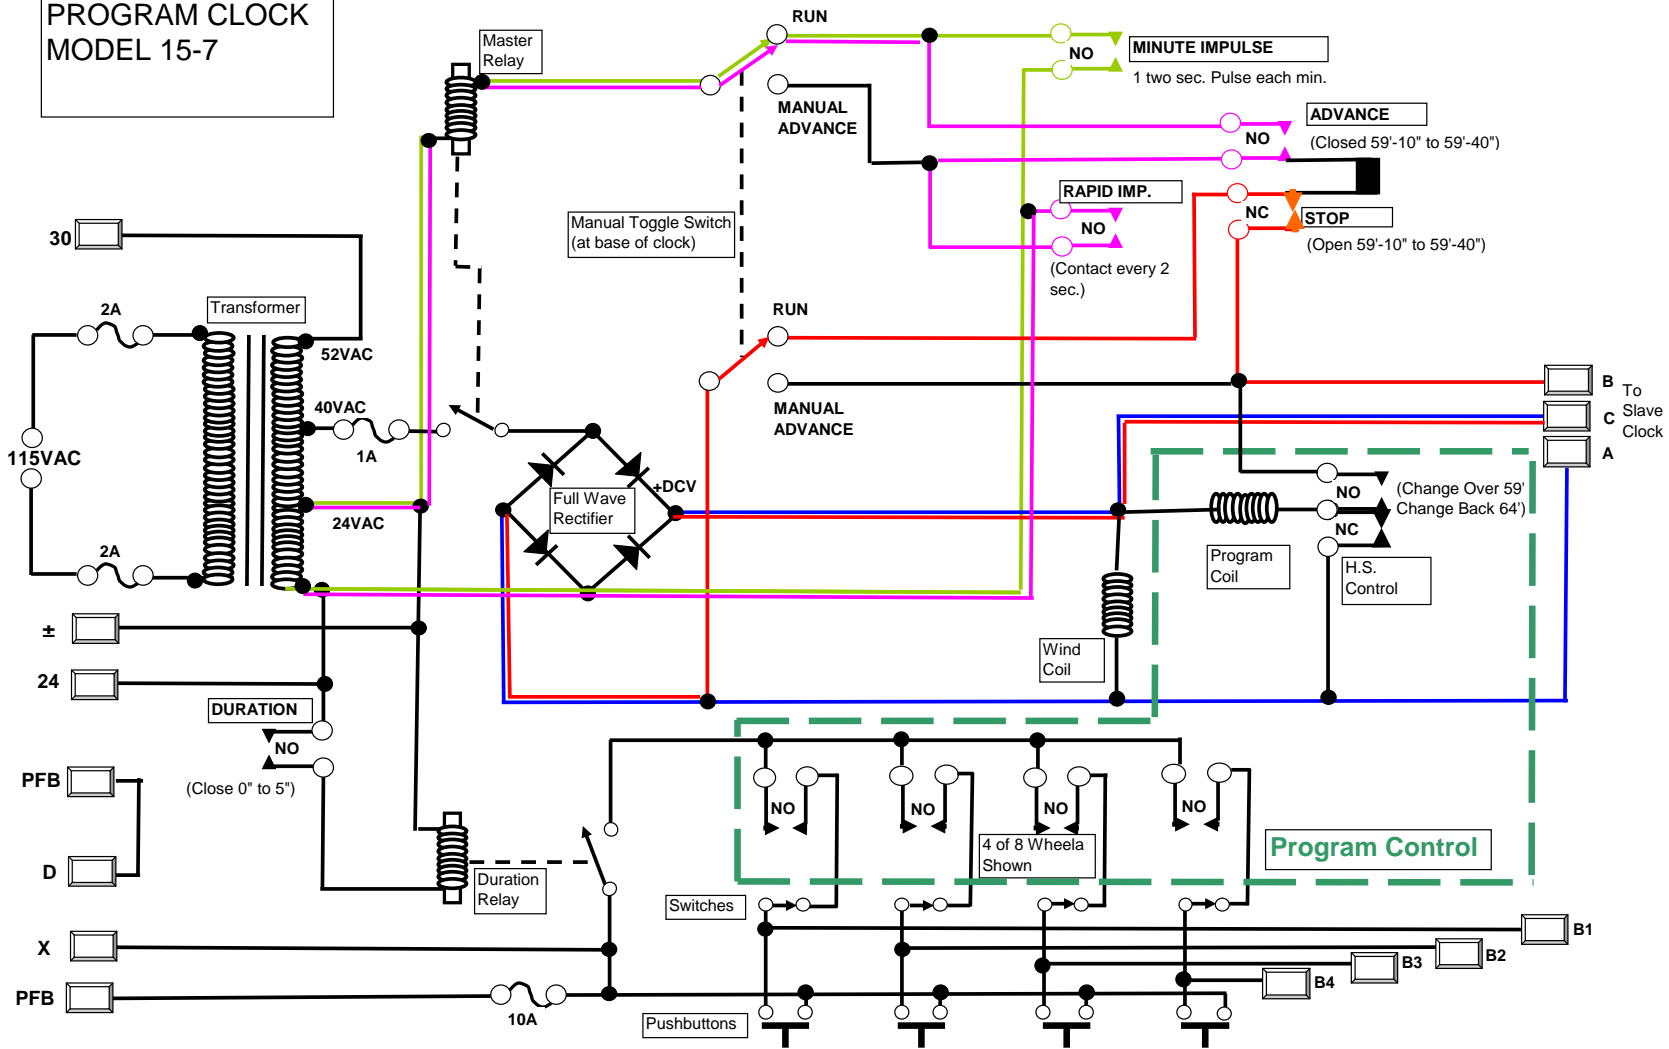 PROGRAM CLOCK
MODEL 15-7
Master
Relay
RUN
NO
MINUTE IMPULSE
1 two sec. Pulse each min.
MANUAL
ADVANCE
ADVANCE
NO
(Closed 59'-10" to 59'-40")
RAPID IMP.
NO
(Contact every 2
sec.)
NC
STOP
(Open 59'-10" to 59'-40")
Manual Toggle Switch
(at base of clock)
30
2A
Transformer
52VAC
40VAC
1A
115VAC
24VAC
2A
RUN
MANUAL
ADVANCE
+DCV
Full Wave
Rectifier
B
C
A
To
Slave
Clock
NO
NC
(Change Over 59'
Change Back 64')
Program
Coil
H.S.
Control
Wind
Coil
±
24
DURATION
NO
(Close 0" to 5")
PFB
D
Duration
Relay
NO
NO
NO
NO
4 of 8 Wheela
Shown
Program Control
Switches
X
PFB
10A
Pushbuttons
B1
B2
B3
B4